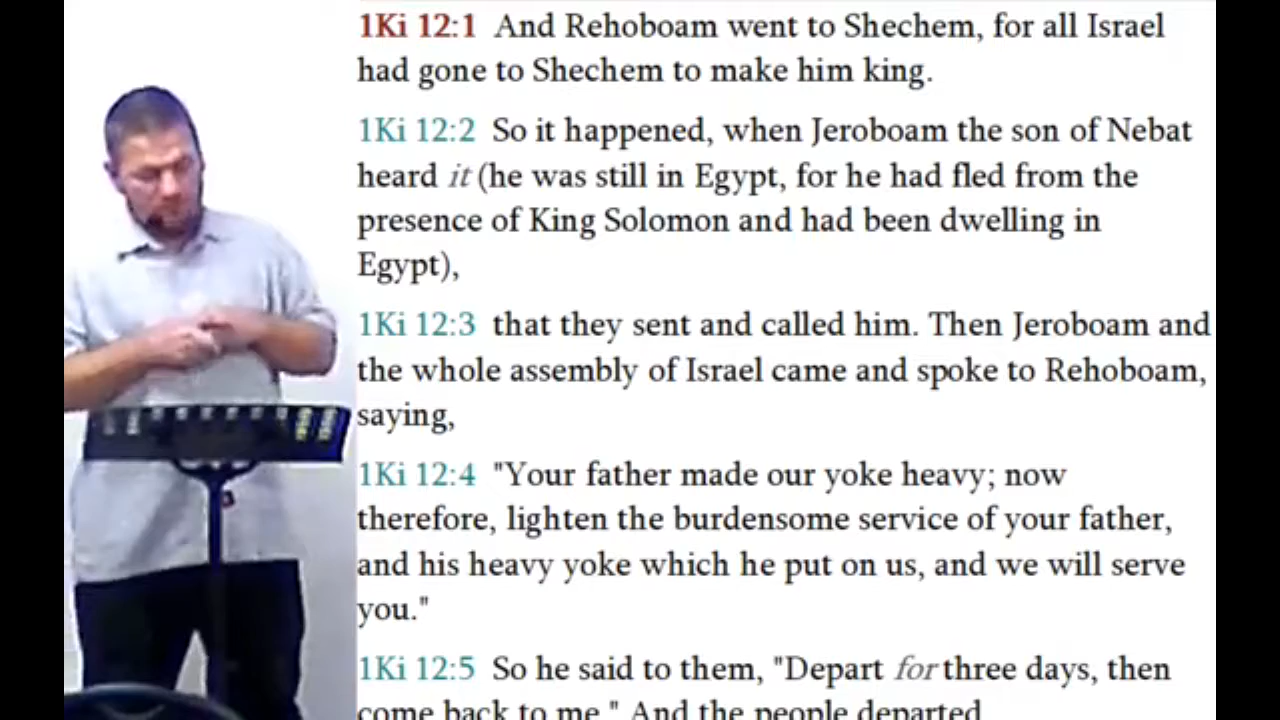 1Ki 12:1 And Rehoboam went to Shechem, for all Israel
had gone to Shechem to make him king.
1Ki 12:2 So it happened, when Jeroboam the son of Nebat
heard it (he was still in Egypt, for he had fled from the
presence of King Solomon and had been dwelling in
Egypt),
1Ki 12:3 that they sent and called him. Then Jeroboam and
the whole assembly of Israel came and spoke to Rehoboam,
saying,
1Ki 12:4 "Your father made our yoke heavy; now
therefore, lighten the burdensome service of your father,
and his heavy yoke which he put on us, and we will serve
you."
1Ki 12:5 So he said to them, "Depart for three days, then
come back to me." And the people departed